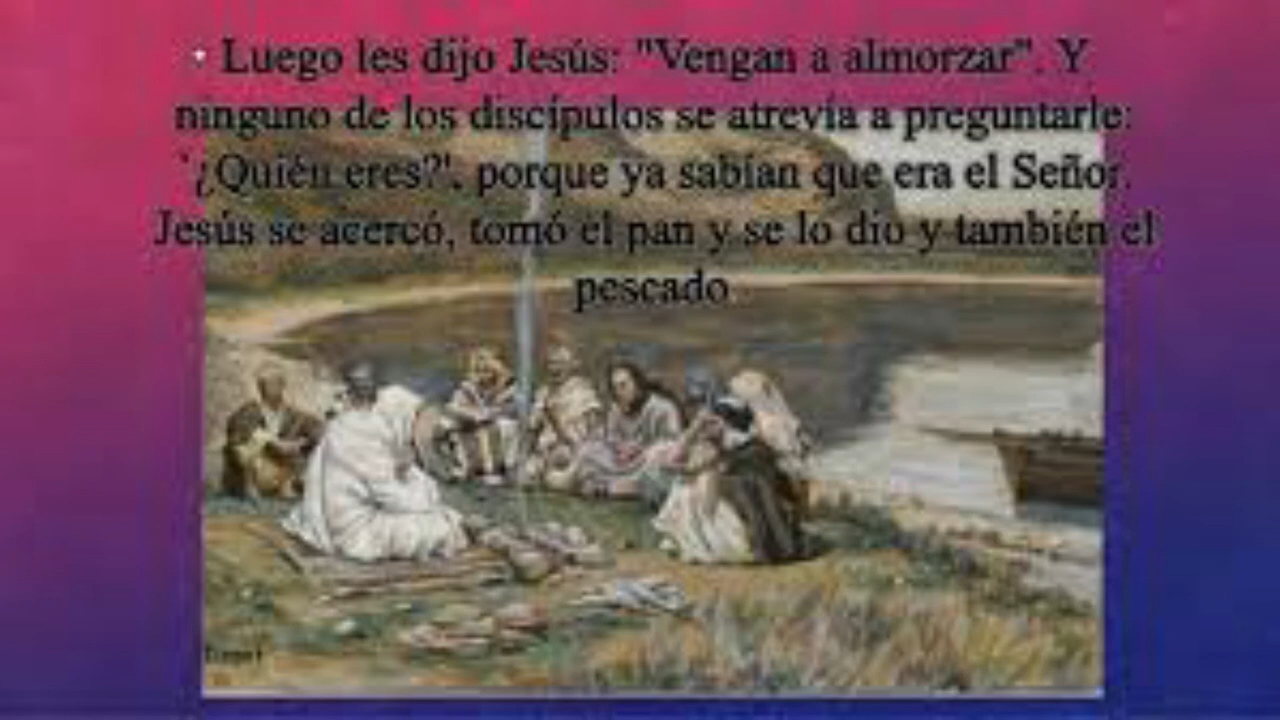 • Luego les dijo Jesús: "Vengan a almorzar". Y
ninguno de los discípulos se atrevía a preguntarle:
'¿Quién eres?', porque ya sabían que era el Señor.
Jesús se acercó, tomó el pan y se lo dio y también el
pescado